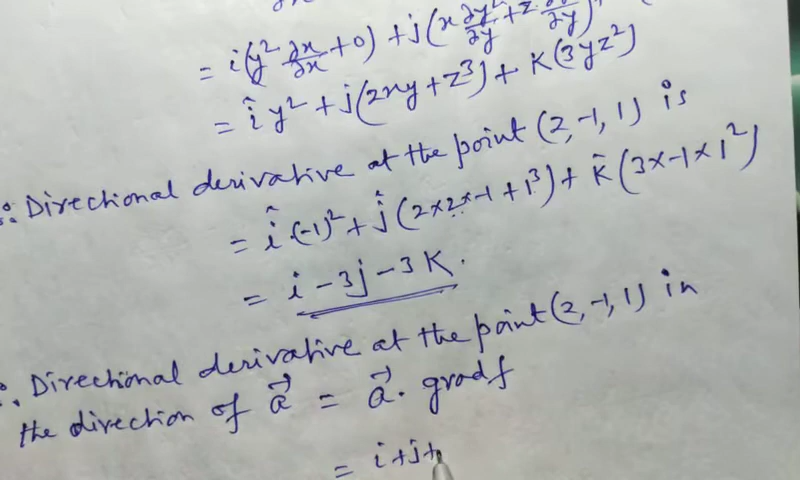 = i(y² ∂x/∂x + 0) + j(x ∂y²/∂y + z
= î y² + j(2xy + z³) + K(3yz²)
∴ Directional derivative at the point (2, -1, 1) is
= î (-1)² + ĵ (2×2×-1 + 1³) + k̂ (3×-1×1²)
= i - 3j - 3K.
∴ Directional derivative at the point (2, -1, 1) in
the direction of a⃗ = a⃗. gradf
= i+j+